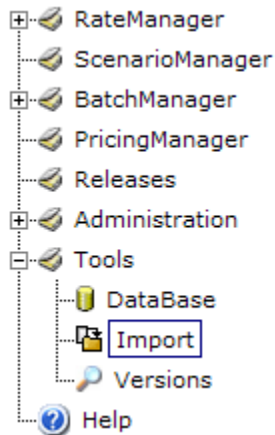 RateManager
ScenarioManager
BatchManager
PricingManager
Releases
Administration
Tools
DataBase
Import
Versions
Help